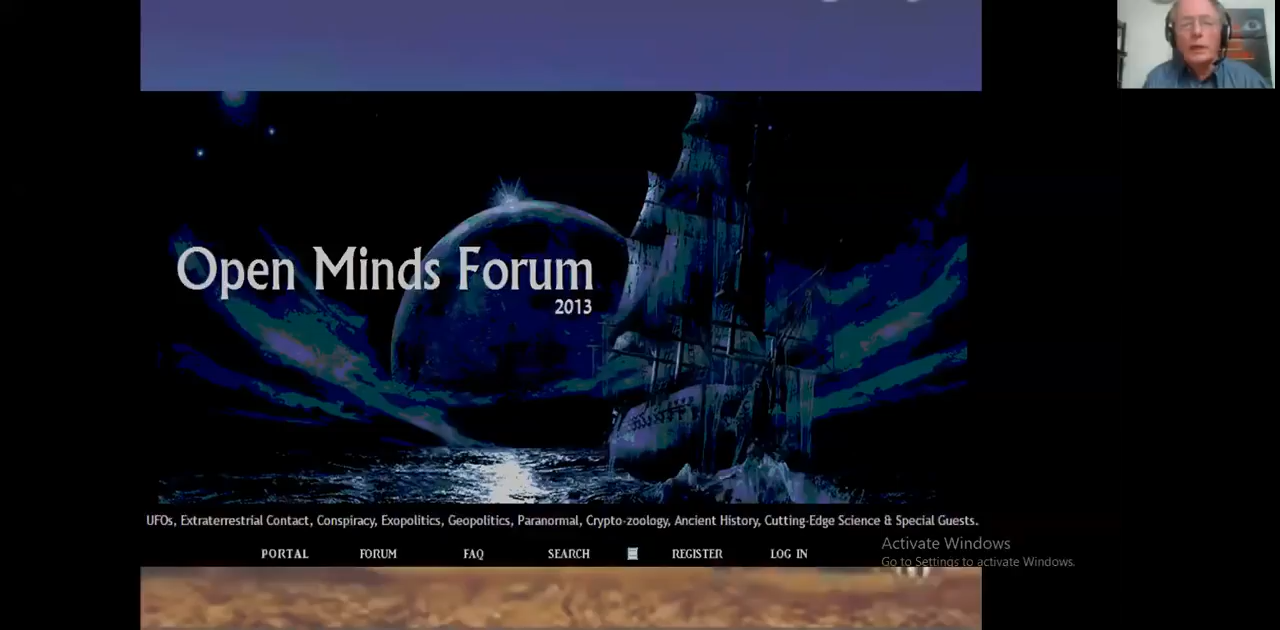 Open Minds Forum
2013
UFOs, Extraterrestrial Contact, Conspiracy, Exopolitics, Geopolitics, Paranormal, Crypto-zoology, Ancient History, Cutting-Edge Science & Special Guests.
PORTAL FORUM FAQ SEARCH REGISTER LOG IN
Activate Windows
Go to Settings to activate Windows.